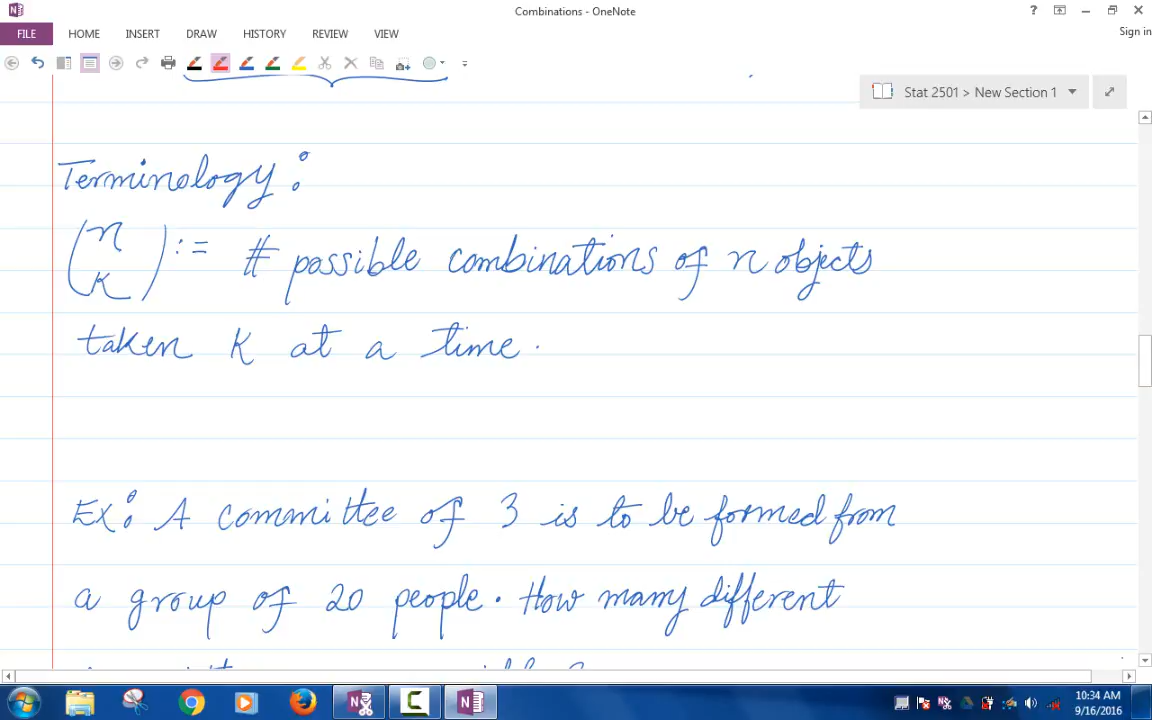 Combinations - OneNote
?
Sign in
FILE HOME INSERT DRAW HISTORY REVIEW VIEW
Stat 2501 > New Section 1
Terminology:
(n k) := # possible combinations of n objects
taken K at a time.
Ex: A committee of 3 is to be formed from
a group of 20 people. How many different
10:34 AM
9/16/2016